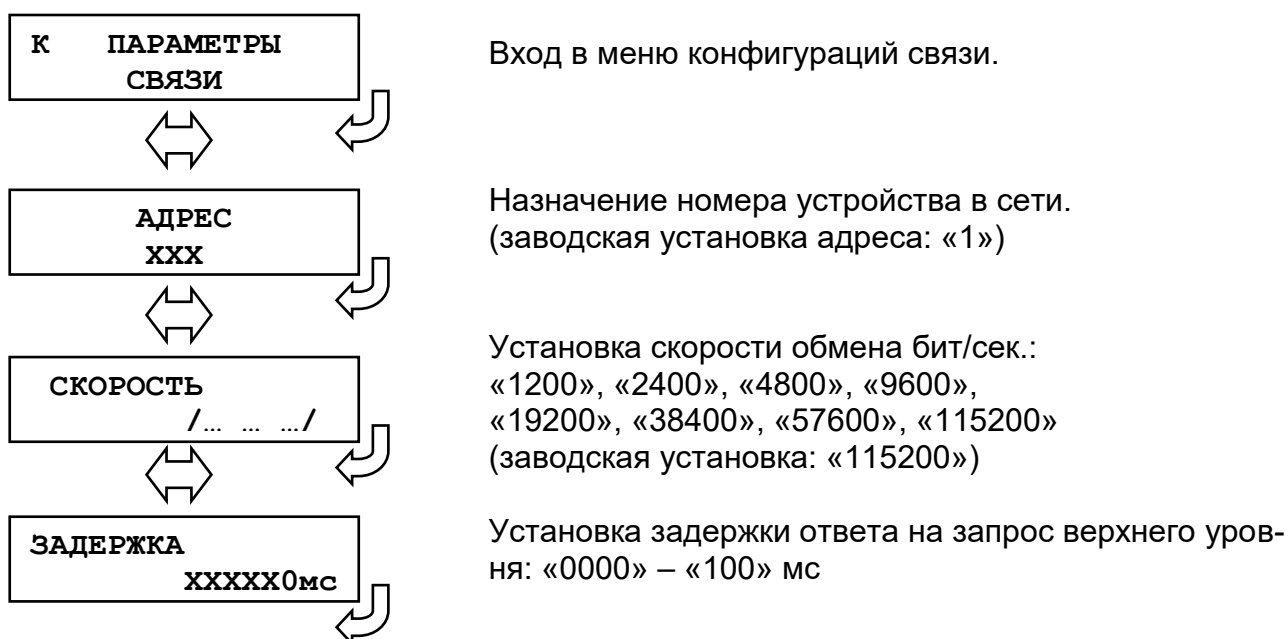 К ПАРАМЕТРЫ
СВЯЗИ
Вход в меню конфигураций связи.
АДРЕС
XXX
Назначение номера устройства в сети.
(заводская установка адреса: «1»)
СКОРОСТЬ
/… … …/
Установка скорости обмена бит/сек.:
«1200», «2400», «4800», «9600»,
«19200», «38400», «57600», «115200»
(заводская установка: «115200»)
ЗАДЕРЖКА
XXXXX0мс
Установка задержки ответа на запрос верхнего уров-
ня: «0000» – «100» мс